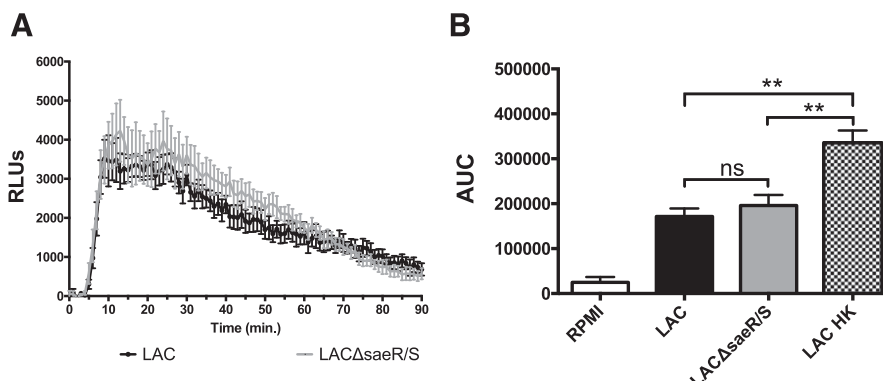 A
6000
5000
4000
3000
2000
1000
0
RLUs
0 10 20 30 40 50 60 70 80 90
Time (min.)
LAC LACΔsaeR/S
B
500000
400000
300000
200000
100000
0
AUC
**
**
ns
RPMI LAC LACΔsaeR/S LAC HK